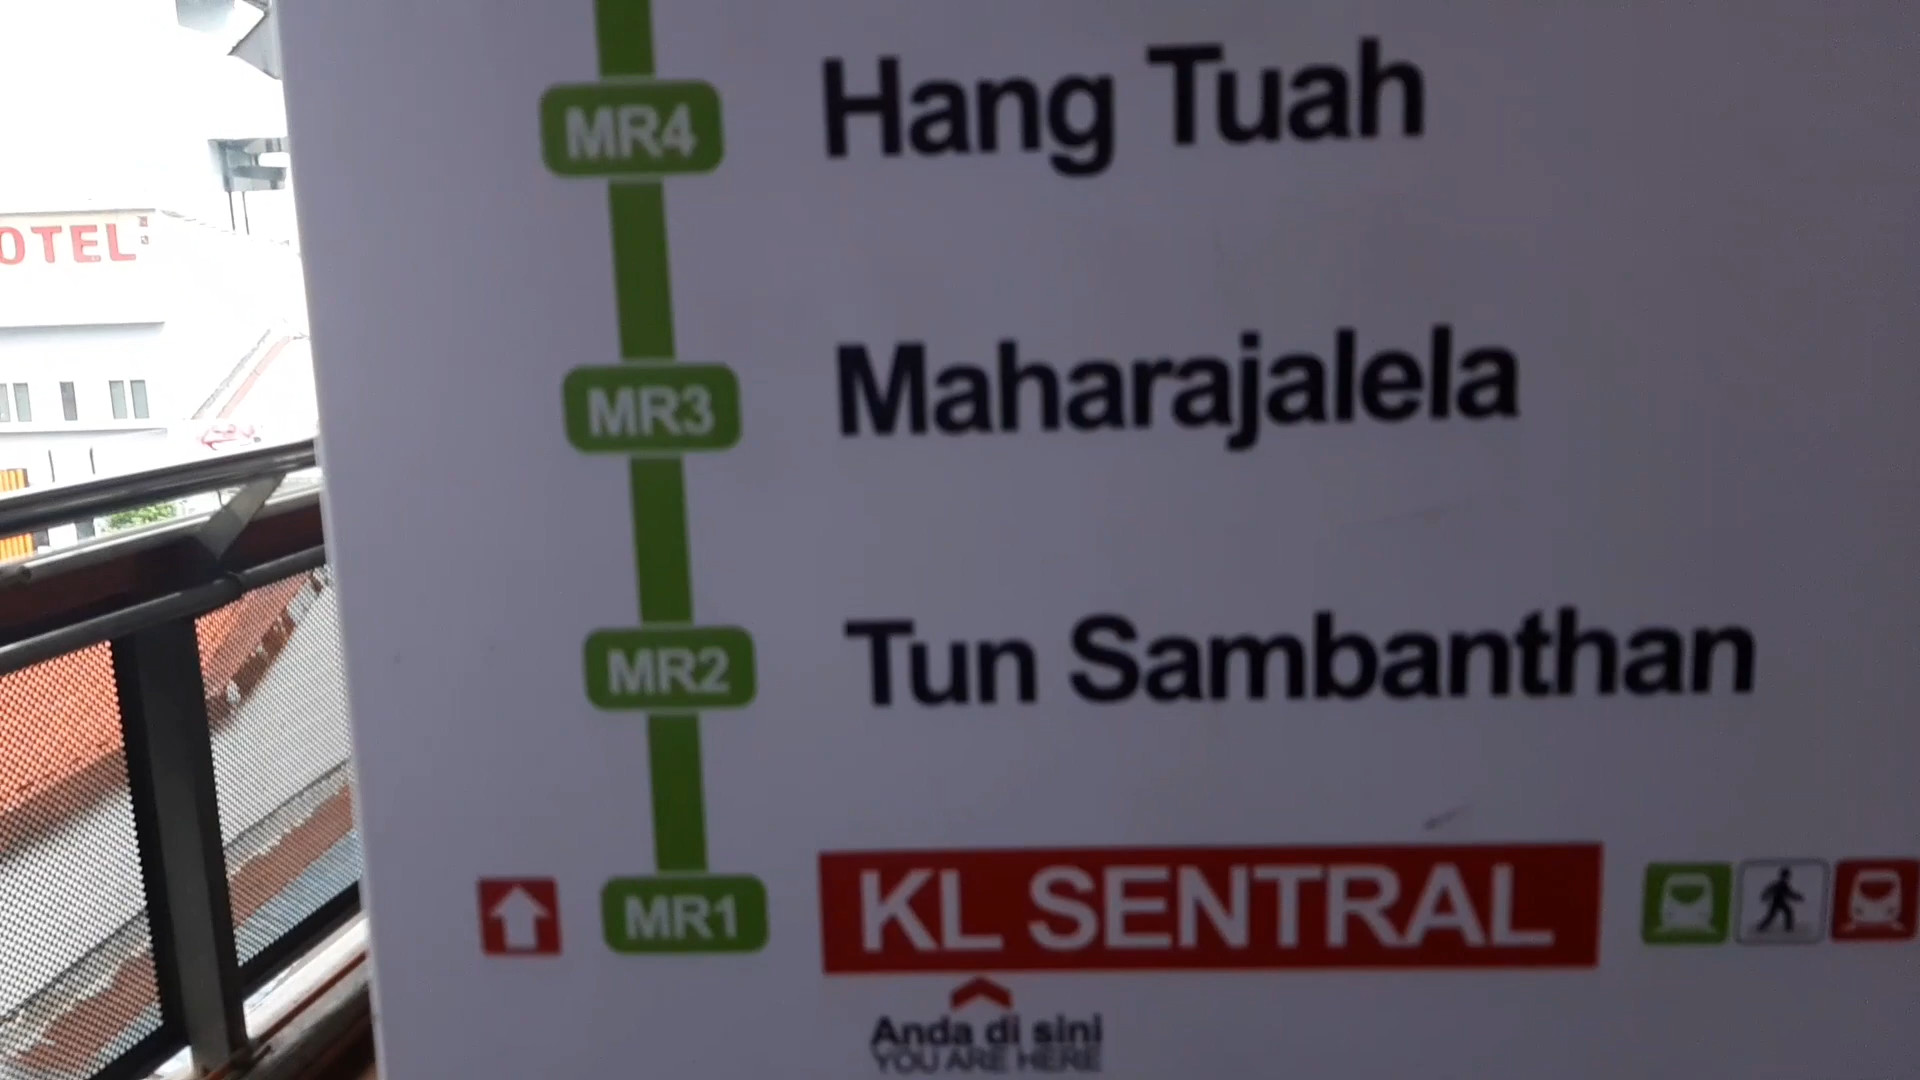 MR4 Hang Tuah
OTEL
MR3 Maharajalela
MR2 Tun Sambanthan
MR1 KL SENTRAL
Anda di sini
YOU ARE HERE